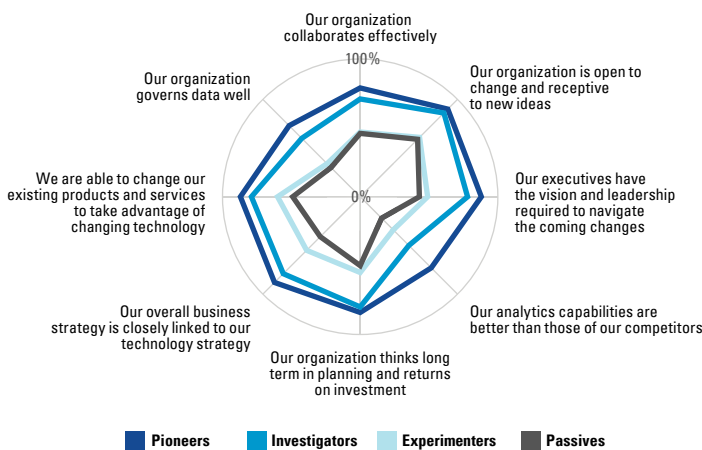 Our organization
collaborates effectively
100%
Our organization is open to
change and receptive
to new ideas
Our organization
governs data well
We are able to change our
existing products and services
to take advantage of
changing technology
0%
Our executives have
the vision and leadership
required to navigate
the coming changes
Our overall business
strategy is closely linked to our
technology strategy
Our analytics capabilities are
better than those of our competitors
Our organization thinks long
term in planning and returns
on investment
Pioneers Investigators Experimenters Passives